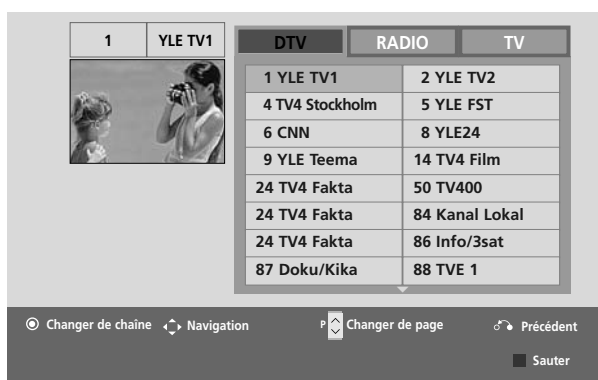 1 YLE TV1
DTV RADIO TV
1 YLE TV1 2 YLE TV2
4 TV4 Stockholm 5 YLE FST
6 CNN 8 YLE24
9 YLE Teema 14 TV4 Film
24 TV4 Fakta 50 TV400
24 TV4 Fakta 84 Kanal Lokal
24 TV4 Fakta 86 Info/3sat
87 Doku/Kika 88 TVE 1
Changer de chaîne Navigation P Changer de page Précédent
Sauter